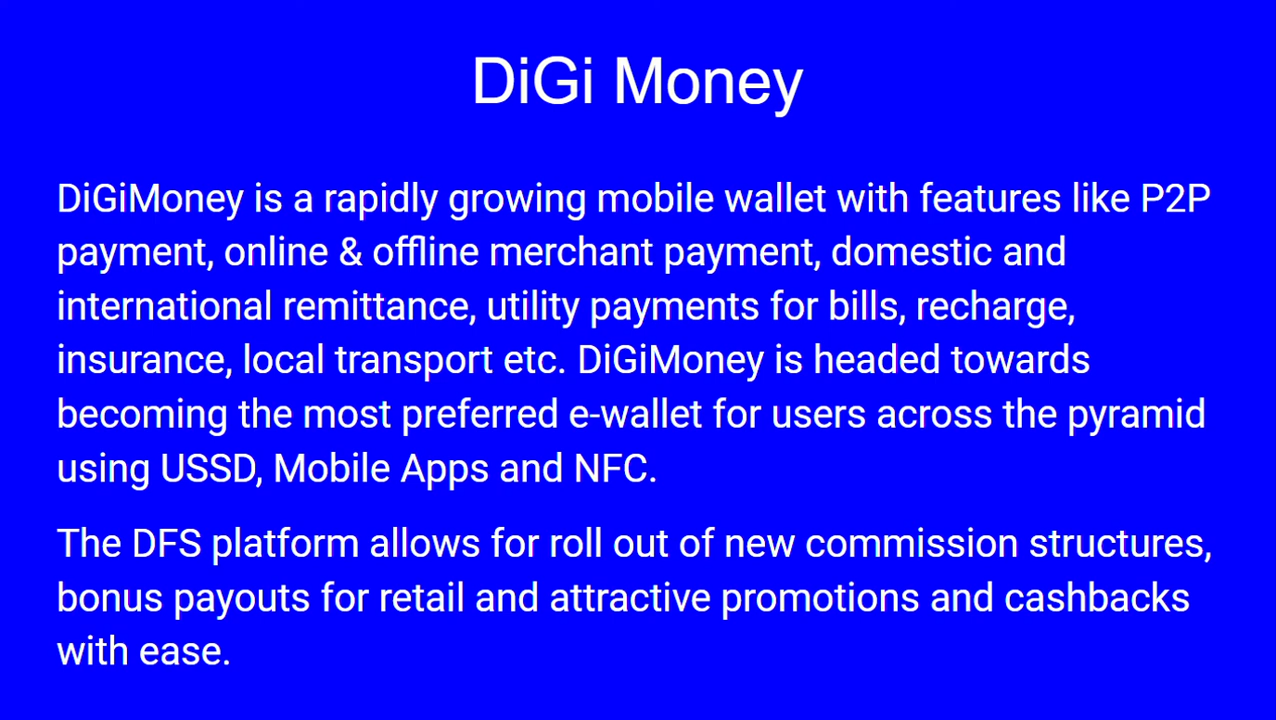 DiGi Money
DiGiMoney is a rapidly growing mobile wallet with features like P2P
payment, online & offline merchant payment, domestic and
international remittance, utility payments for bills, recharge,
insurance, local transport etc. DiGiMoney is headed towards
becoming the most preferred e-wallet for users across the pyramid
using USSD, Mobile Apps and NFC.
The DFS platform allows for roll out of new commission structures,
bonus payouts for retail and attractive promotions and cashbacks
with ease.